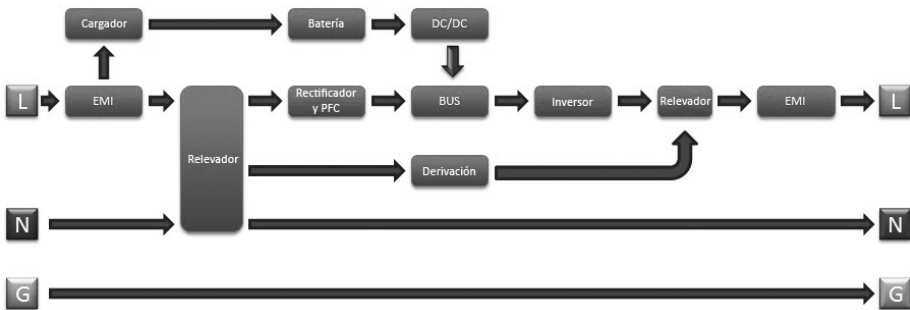 Cargador
Batería
DC/DC
L
EMI
Rectificador
y PFC
BUS
Inversor
Relevador
EMI
L
Relevador
Derivación
N
N
G
G